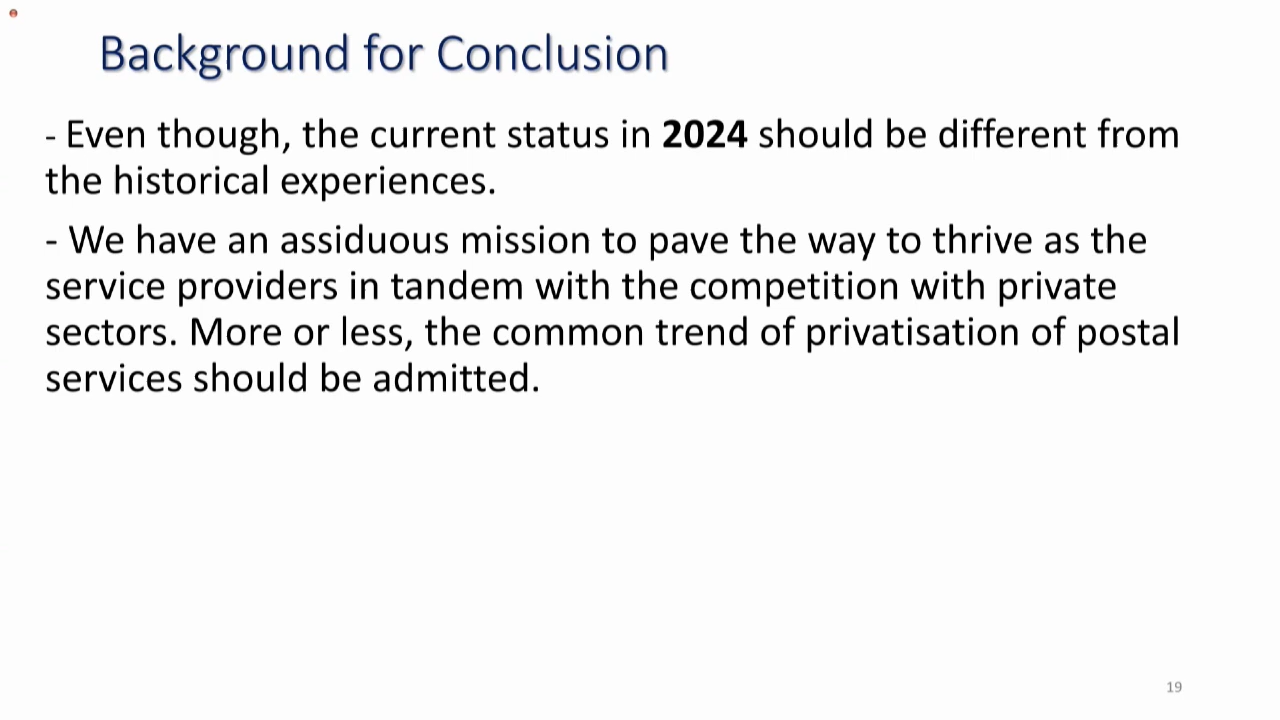 Background for Conclusion
- Even though, the current status in 2024 should be different from
the historical experiences.
- We have an assiduous mission to pave the way to thrive as the
service providers in tandem with the competition with private
sectors. More or less, the common trend of privatisation of postal
services should be admitted.
19